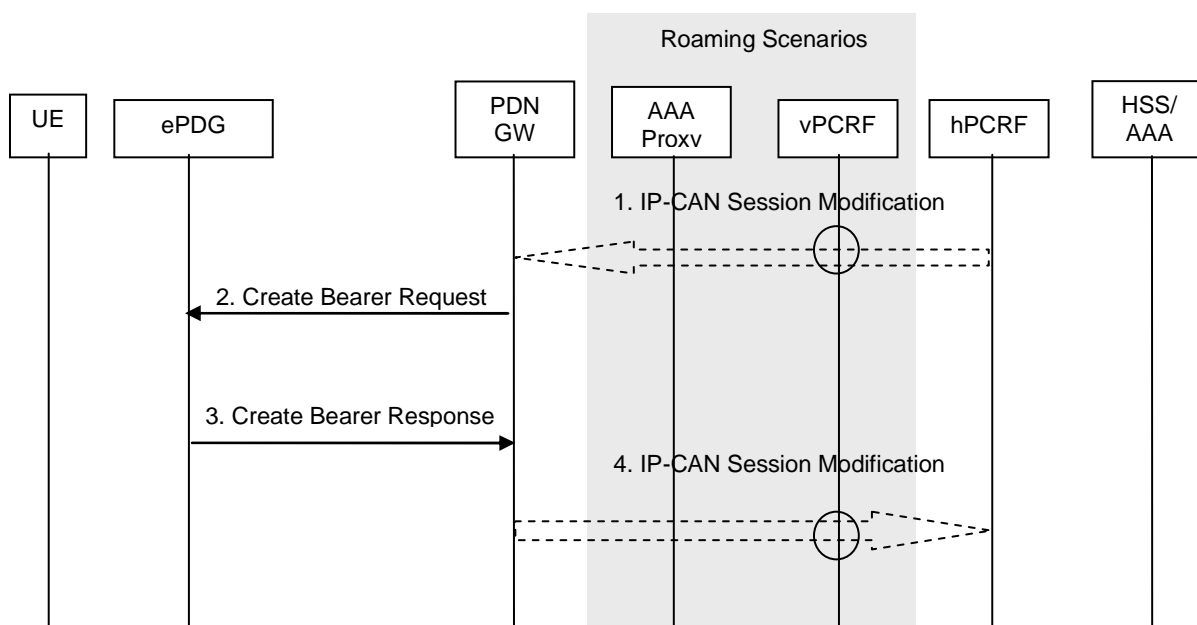 Roaming Scenarios
UE
ePDG
PDN
GW
AAA
Proxv
vPCRF
hPCRF
HSS/
AAA
1. IP-CAN Session Modification
2. Create Bearer Request
3. Create Bearer Response
4. IP-CAN Session Modification